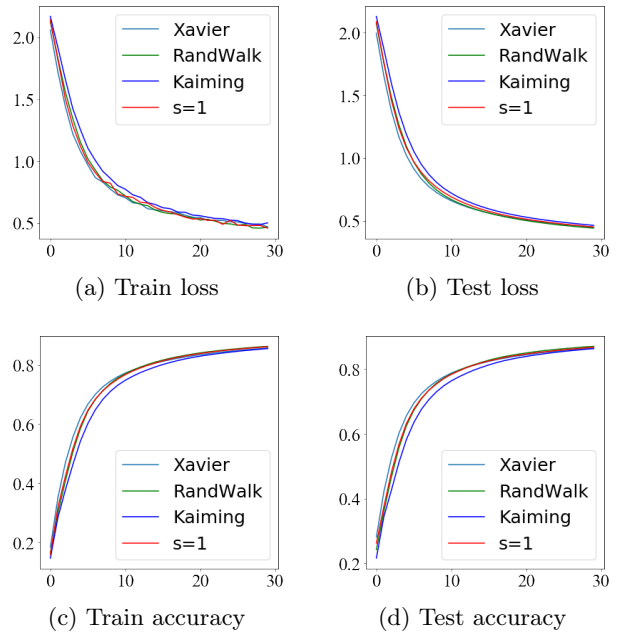 2.0
1.5
1.0
0.5
0 10 20 30
Xavier
RandWalk
Kaiming
s=1
(a) Train loss
2.0
1.5
1.0
0.5
0 10 20 30
Xavier
RandWalk
Kaiming
s=1
(b) Test loss
0.8
0.6
0.4
0.2
0 10 20 30
Xavier
RandWalk
Kaiming
s=1
(c) Train accuracy
0.8
0.6
0.4
0.2
0 10 20 30
Xavier
RandWalk
Kaiming
s=1
(d) Test accuracy